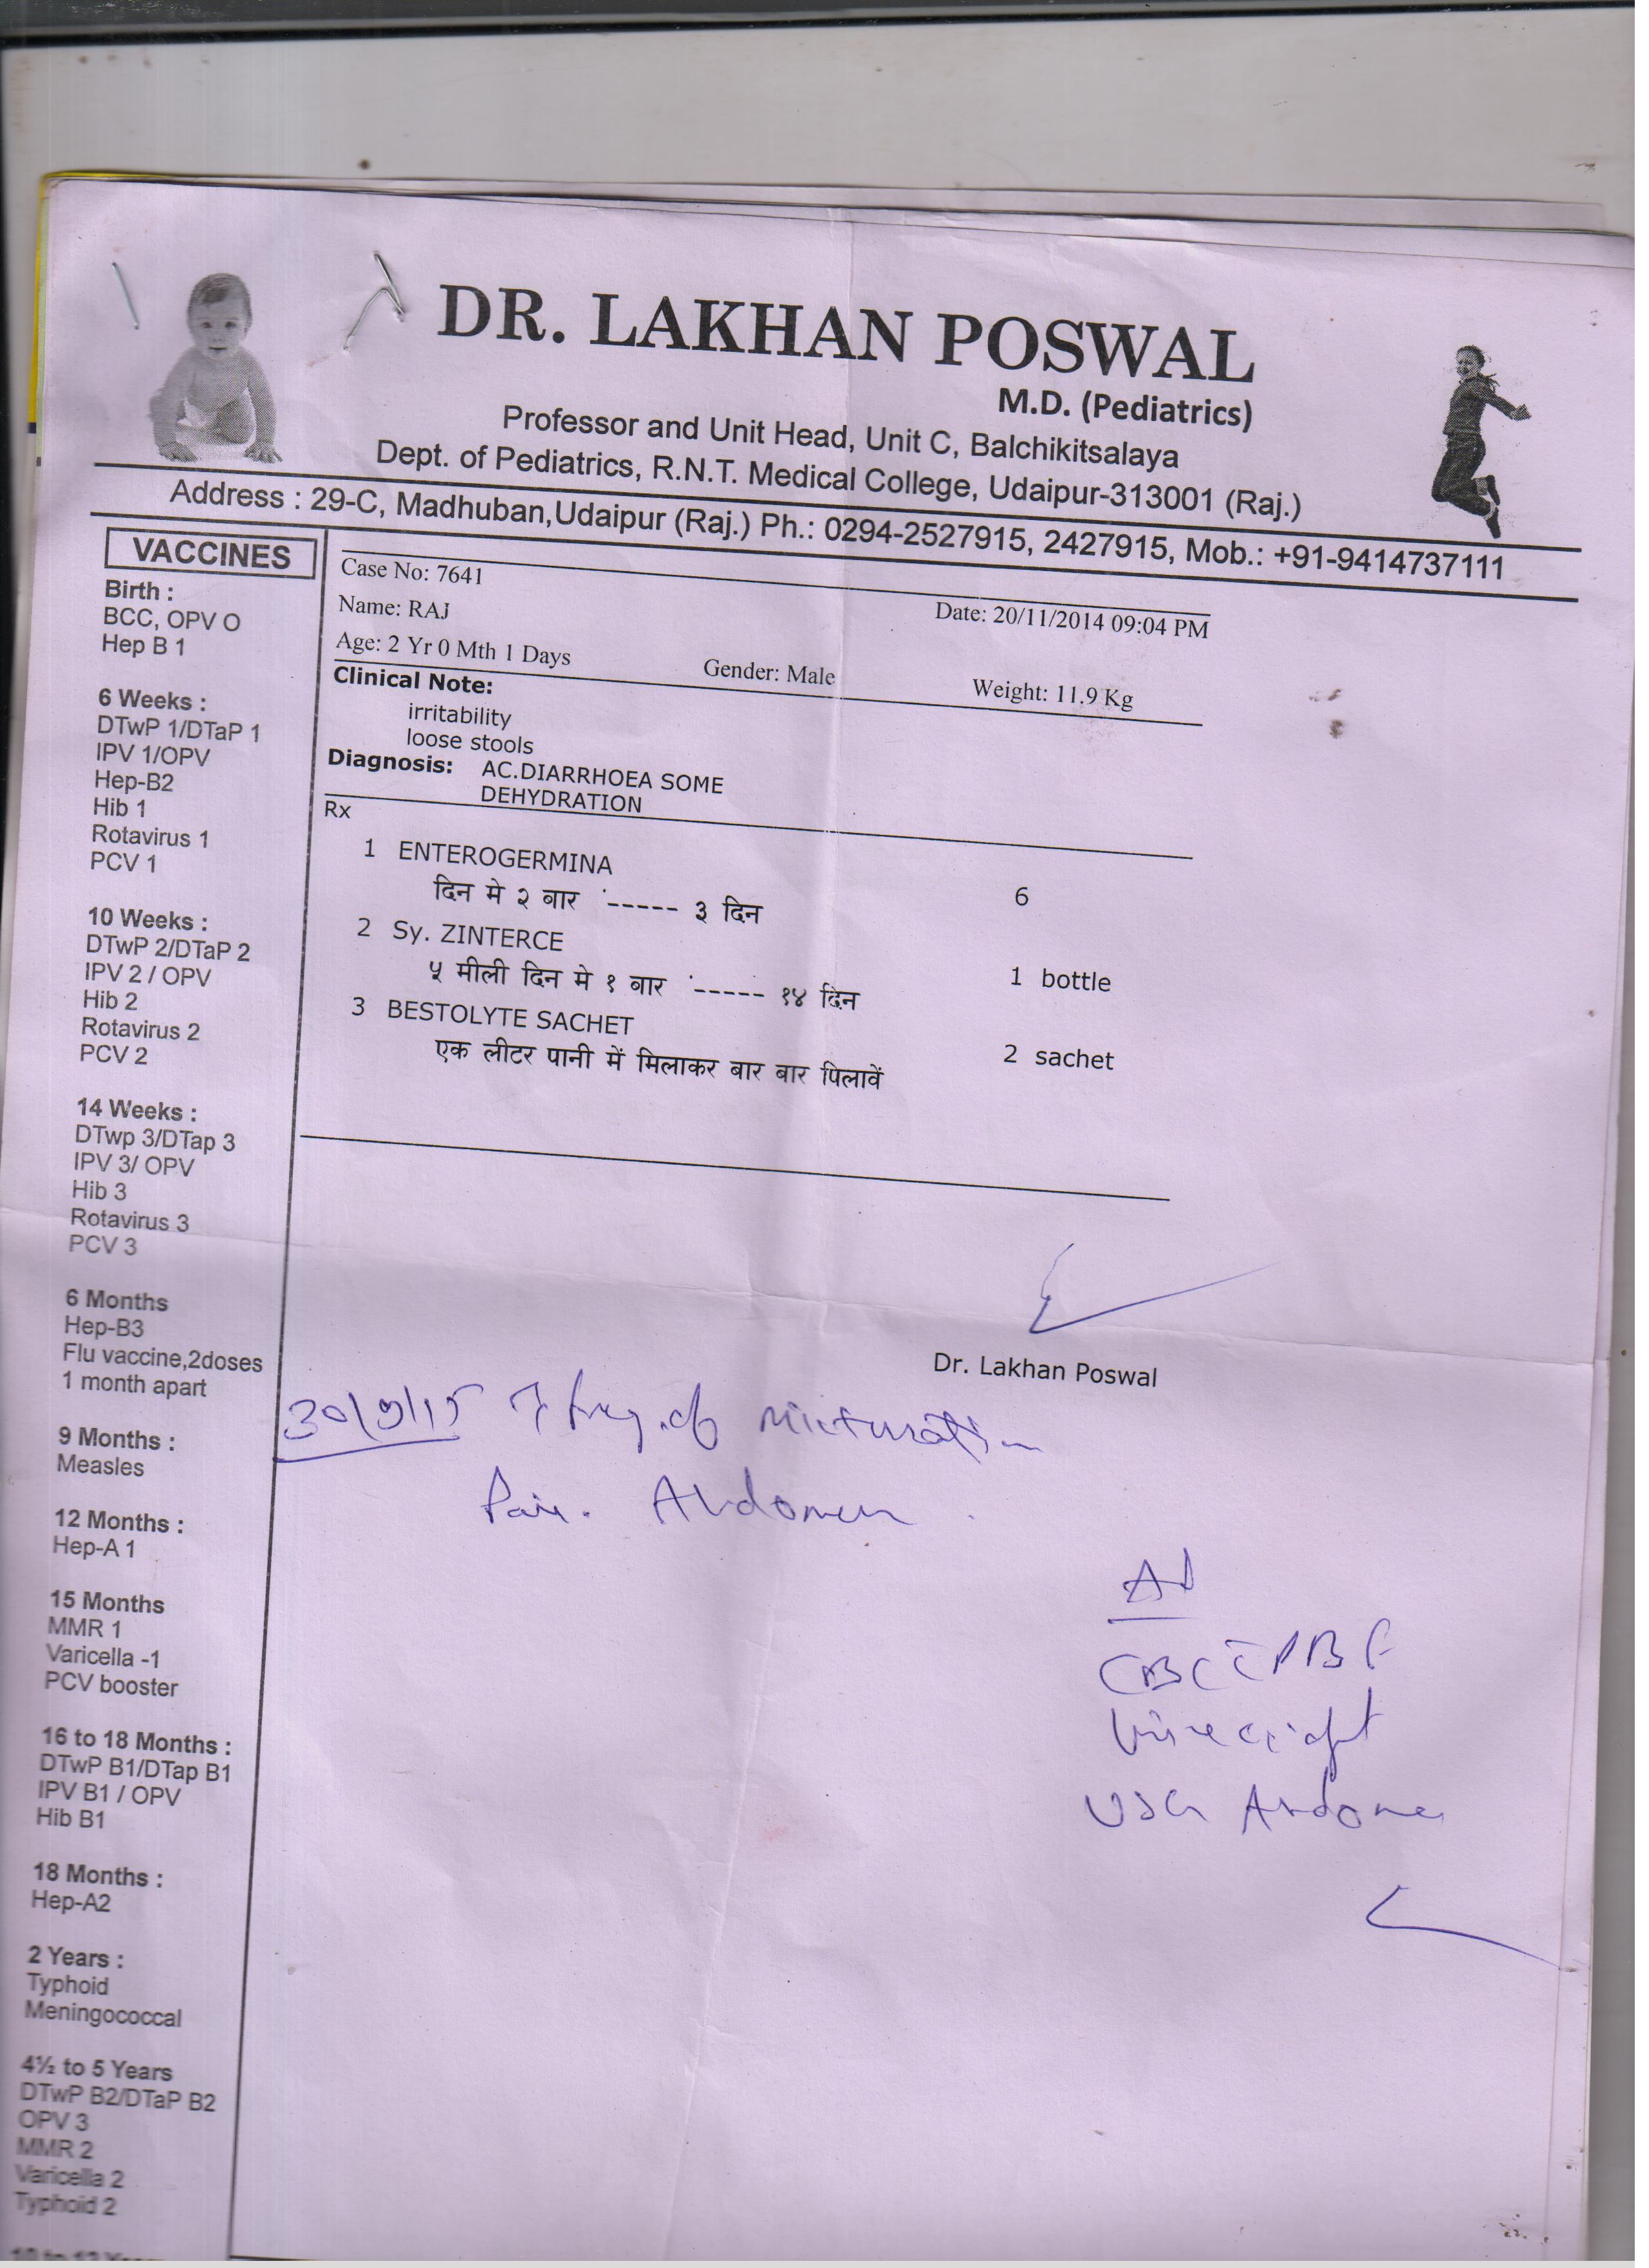 DR. LAKHAN POSWAL
M.D. (Pediatrics)
Professor and Unit Head, Unit C, Balchikitsalaya
Dept. of Pediatrics, R.N.T. Medical College, Udaipur-313001 (Raj.)
Address : 29-C, Madhuban,Udaipur (Raj.) Ph.: 0294-2527915, 2427915, Mob.: +91-9414737111
VACCINES
Birth :
BCC, OPV O
Hep B 1
6 Weeks :
DTwP 1/DTaP 1
IPV 1/OPV
Hep-B2
Hib 1
Rotavirus 1
PCV 1
10 Weeks :
DTwP 2/DTaP 2
IPV 2 / OPV
Hib 2
Rotavirus 2
PCV 2
14 Weeks :
DTwp 3/DTap 3
IPV 3/ OPV
Hib 3
Rotavirus 3
PCV 3
6 Months
Hep-B3
Flu vaccine,2doses
1 month apart
9 Months :
Measles
12 Months :
Hep-A 1
15 Months
MMR 1
Varicella -1
PCV booster
16 to 18 Months :
DTwP B1/DTap B1
IPV B1 / OPV
Hib B1
18 Months :
Hep-A2
2 Years :
Typhoid
Meningococcal
4½ to 5 Years
DTwP B2/DTaP B2
OPV 3
MMR 2
Varicella 2
Typhoid 2
Case No: 7641
Name: RAJ Date: 20/11/2014 09:04 PM
Age: 2 Yr 0 Mth 1 Days Gender: Male Weight: 11.9 Kg
Clinical Note:
irritability
loose stools
Diagnosis: AC.DIARRHOEA SOME
DEHYDRATION
Rx
1 ENTEROGERMINA 6
दिन मे २ बार ----- ३ दिन
2 Sy. ZINTERCE 1 bottle
५ मीली दिन मे १ बार ----- १४ दिन
3 BESTOLYTE SACHET 2 sachet
एक लीटर पानी में मिलाकर बार बार पिलावें
Dr. Lakhan Poswal
30/9/15 ↑ freq. of micturation
Pain. Abdomen
CBC c̄ PBF
Urine
USG Abdomen